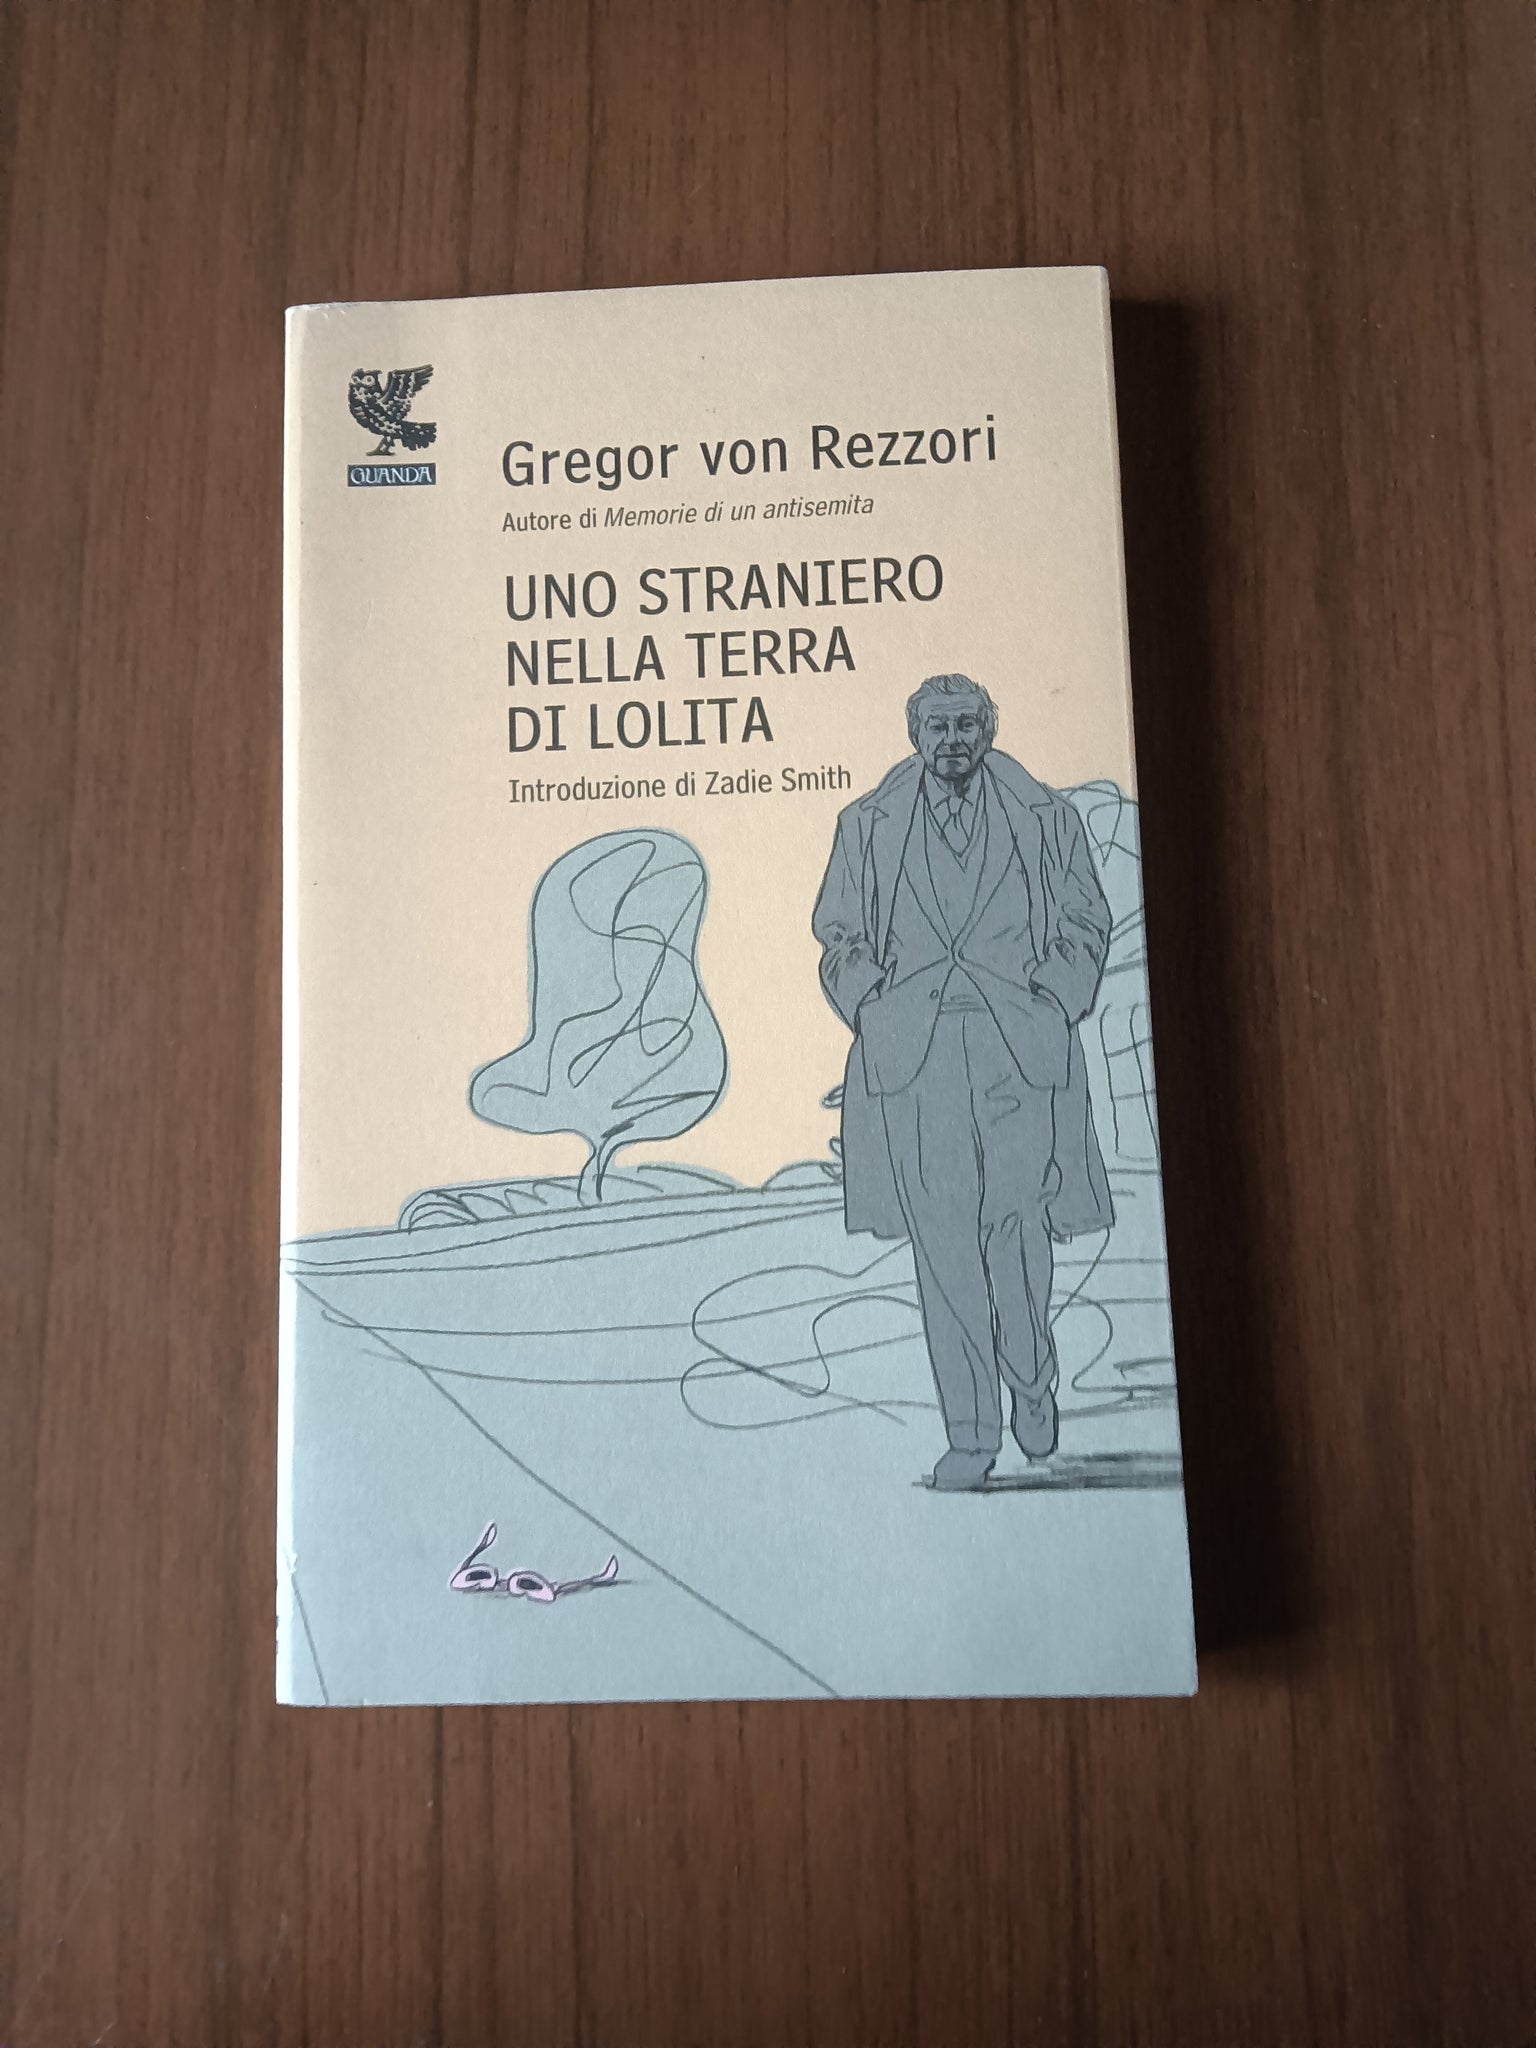 GUANDA
Gregor von Rezzori
Autore di Memorie di un antisemita
UNO STRANIERO
NELLA TERRA
DI LOLITA
Introduzione di Zadie Smith